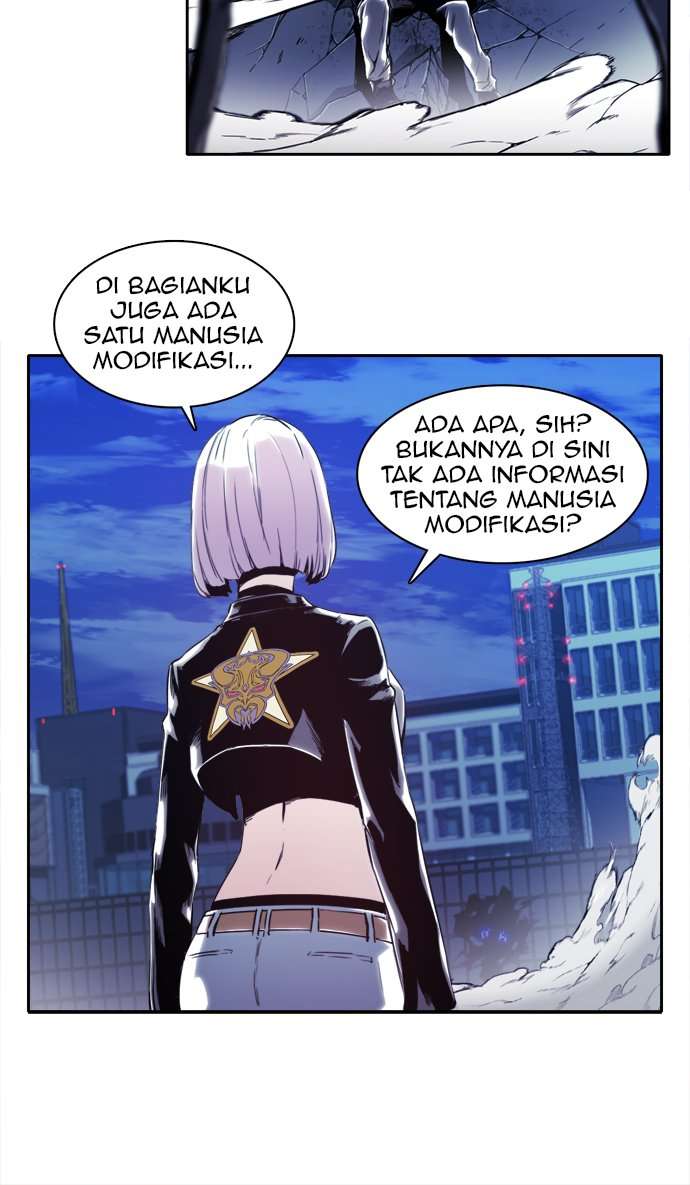 DI BAGIANKU
JUGA ADA
SATU MANUSIA
MODIFIKASI...
ADA APA, SIH?
BUKANNYA DI SINI
TAK ADA INFORMASI
TENTANG MANUSIA
MODIFIKASI?